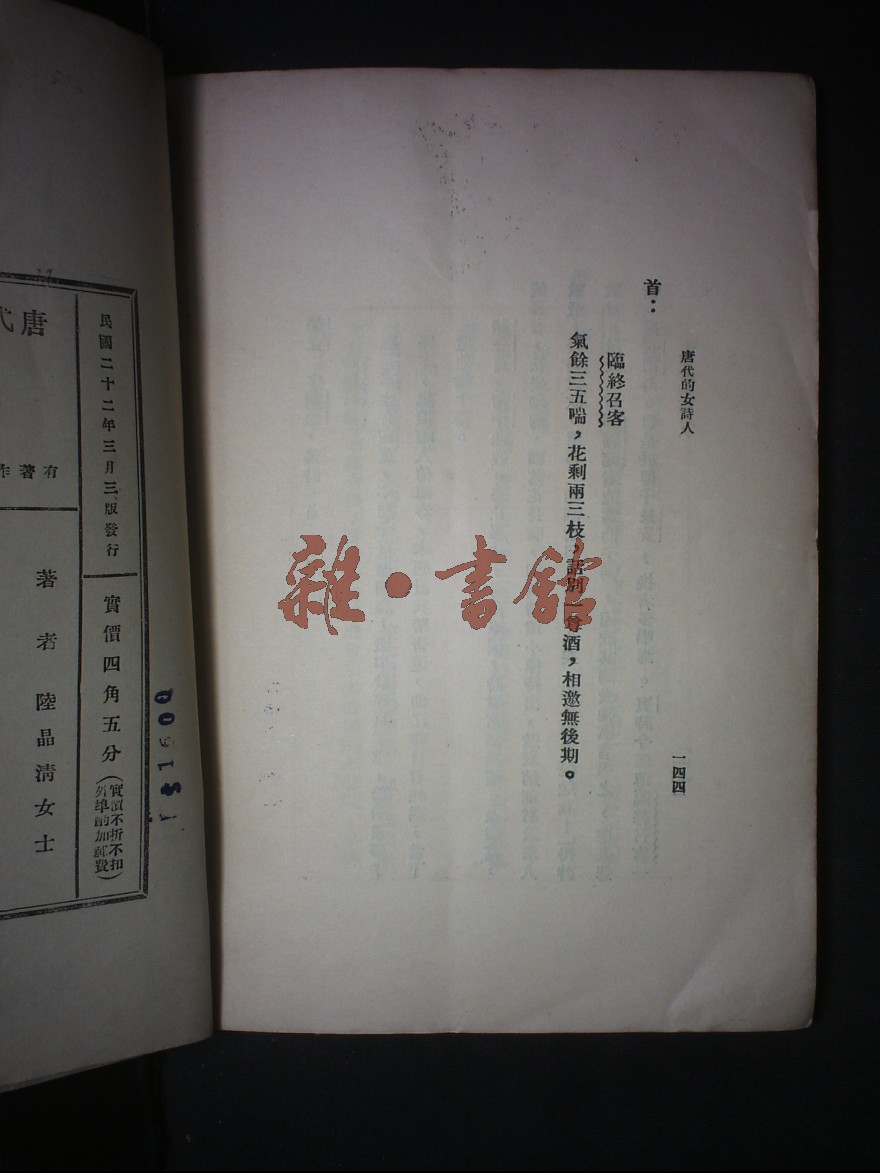 唐代的女詩人
一四四
首：
臨終召客
氣餘三五喘，花剩兩三枝，話別一尊酒，相邀無後期。
雜·書館
民國二十二年三月三版發行
實價四角五分
（實價不折不扣
外埠酌加郵費）
唐代
有著作
著者 陸晶清女士